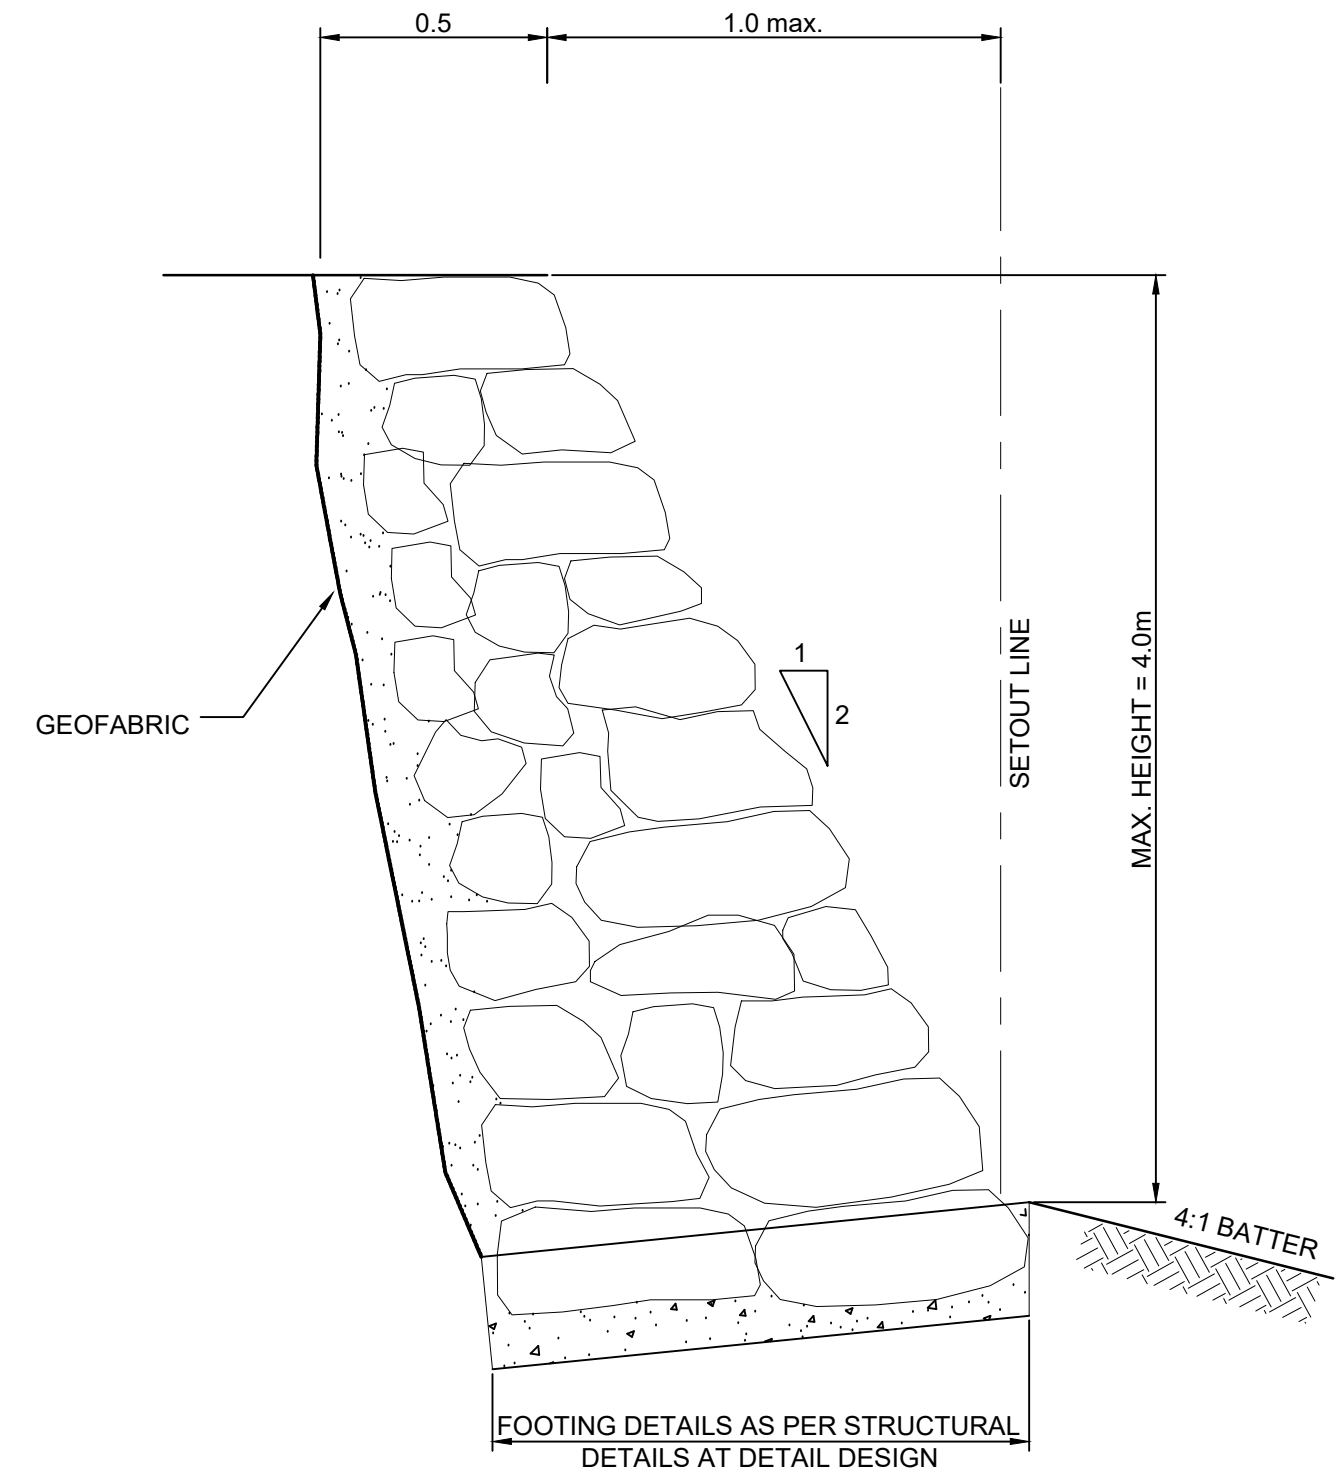 0.5
1.0 max.
1
2
SETOUT LINE
MAX. HEIGHT = 4.0m
GEOFABRIC
4:1 BATTER
FOOTING DETAILS AS PER STRUCTURAL
DETAILS AT DETAIL DESIGN